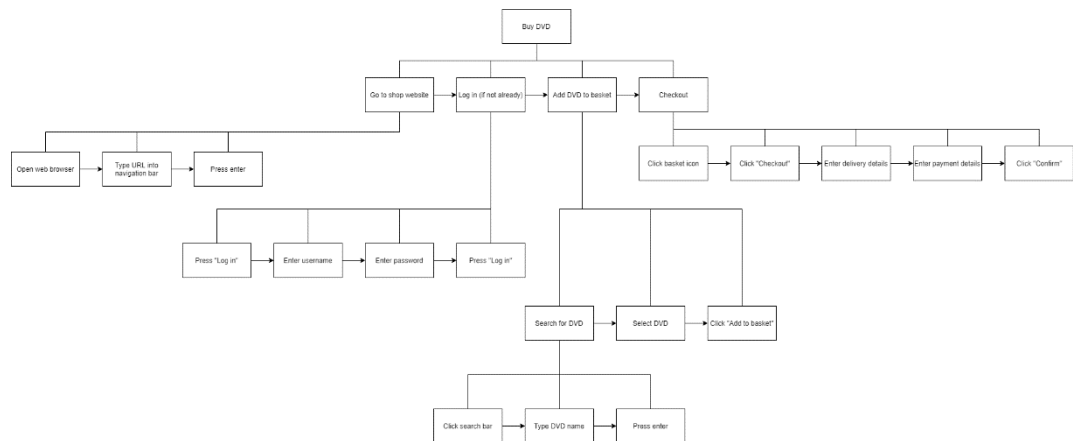 Buy DVD
Go to shop website
Log in (if not already)
Add DVD to basket
Checkout
Open web browser
Type URL into
navigation bar
Press enter
Click basket icon
Click "Checkout"
Enter delivery details
Enter payment details
Click "Confirm"
Press "Log in"
Enter username
Enter password
Press "Log in"
Search for DVD
Select DVD
Click "Add to basket"
Click search bar
Type DVD name
Press enter